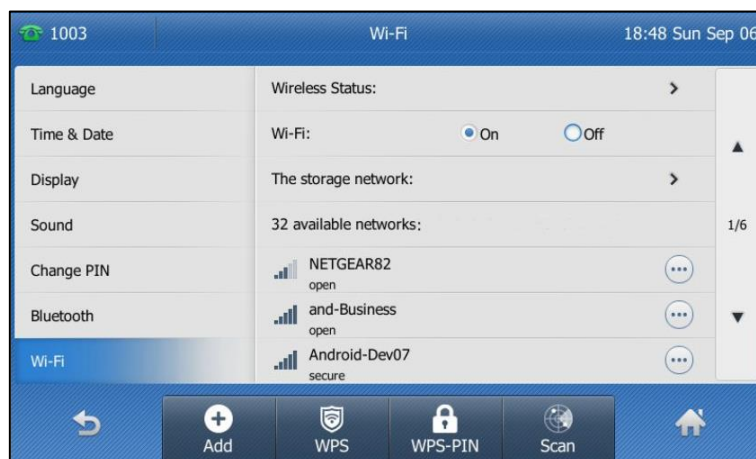 1003 Wi-Fi 18:48 Sun Sep 06
Language
Time & Date
Display
Sound
Change PIN
Bluetooth
Wi-Fi
Wireless Status:
Wi-Fi: On Off
The storage network:
32 available networks:
NETGEAR82
open
and-Business
open
Android-Dev07
secure
1/6
Add WPS WPS-PIN Scan